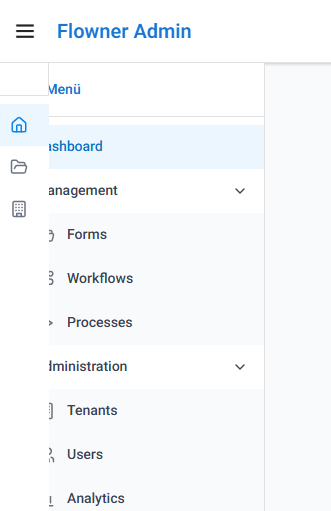 Flowner Admin
Menü
ashboard
anagement
Forms
Workflows
Processes
dministration
Tenants
Users
Analytics